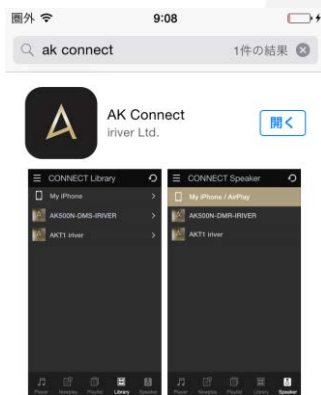 圏外 9:08
ak connect 1件の結果
AK Connect
iriver Ltd.
開く
CONNECT Library
My iPhone
AK500N-DMS-IRIVER
AKT1 iriver
Player Nowplay Playlist Library Speaker
CONNECT Speaker
My iPhone / AirPlay
AK500N-DMR-IRIVER
AKT1 iriver
Player Nowplay Playlist Library Speaker